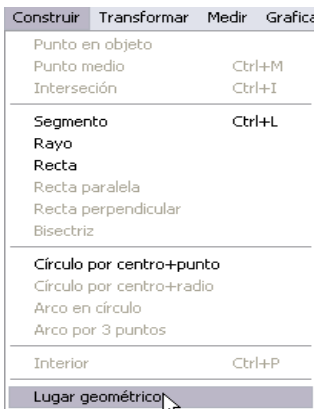 Construir Transformar Medir Grafica
Punto en objeto
Punto medio Ctrl+M
Interseción Ctrl+I
Segmento Ctrl+L
Rayo
Recta
Recta paralela
Recta perpendicular
Bisectriz
Círculo por centro+punto
Círculo por centro+radio
Arco en círculo
Arco por 3 puntos
Interior Ctrl+P
Lugar geométrico